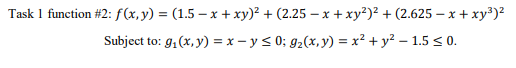 Task 1 function #2: f(x, y) = (1.5 − x + xy)² + (2.25 − x + xy²)² + (2.625 − x + xy³)²
Subject to: g₁(x, y) = x − y ≤ 0; g₂(x, y) = x² + y² − 1.5 ≤ 0.